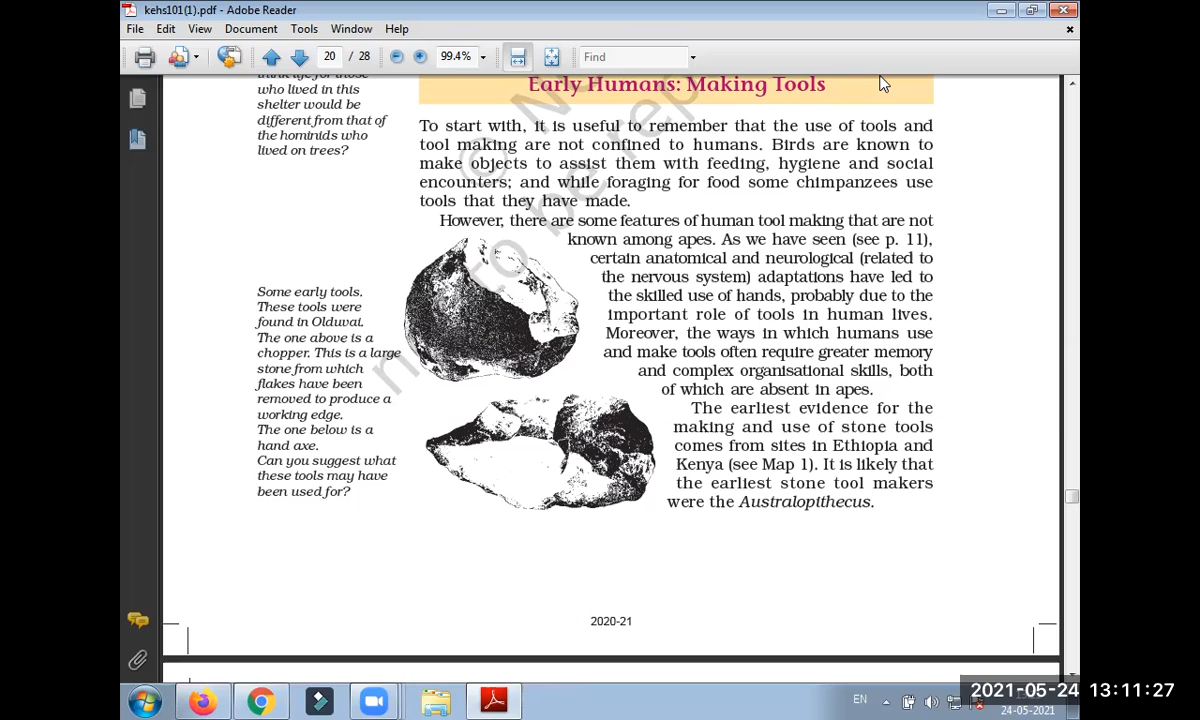 kehs101(1).pdf - Adobe Reader
File Edit View Document Tools Window Help
20 / 28 99.4% Find
think life for those
who lived in this
shelter would be
different from that of
the hominids who
lived on trees?
Early Humans: Making Tools
To start with, it is useful to remember that the use of tools and
tool making are not confined to humans. Birds are known to
make objects to assist them with feeding, hygiene and social
encounters; and while foraging for food some chimpanzees use
tools that they have made.
However, there are some features of human tool making that are not
known among apes. As we have seen (see p. 11),
certain anatomical and neurological (related to
the nervous system) adaptations have led to
the skilled use of hands, probably due to the
important role of tools in human lives.
Moreover, the ways in which humans use
and make tools often require greater memory
and complex organisational skills, both
of which are absent in apes.
Some early tools.
These tools were
found in Olduvai.
The one above is a
chopper. This is a large
stone from which
flakes have been
removed to produce a
working edge.
The one below is a
hand axe.
Can you suggest what
these tools may have
been used for?
The earliest evidence for the
making and use of stone tools
comes from sites in Ethiopia and
Kenya (see Map 1). It is likely that
the earliest stone tool makers
were the Australopithecus.
©
not to be rep
2020-21
EN
2021-05-24 13:11:27
24-05-2021